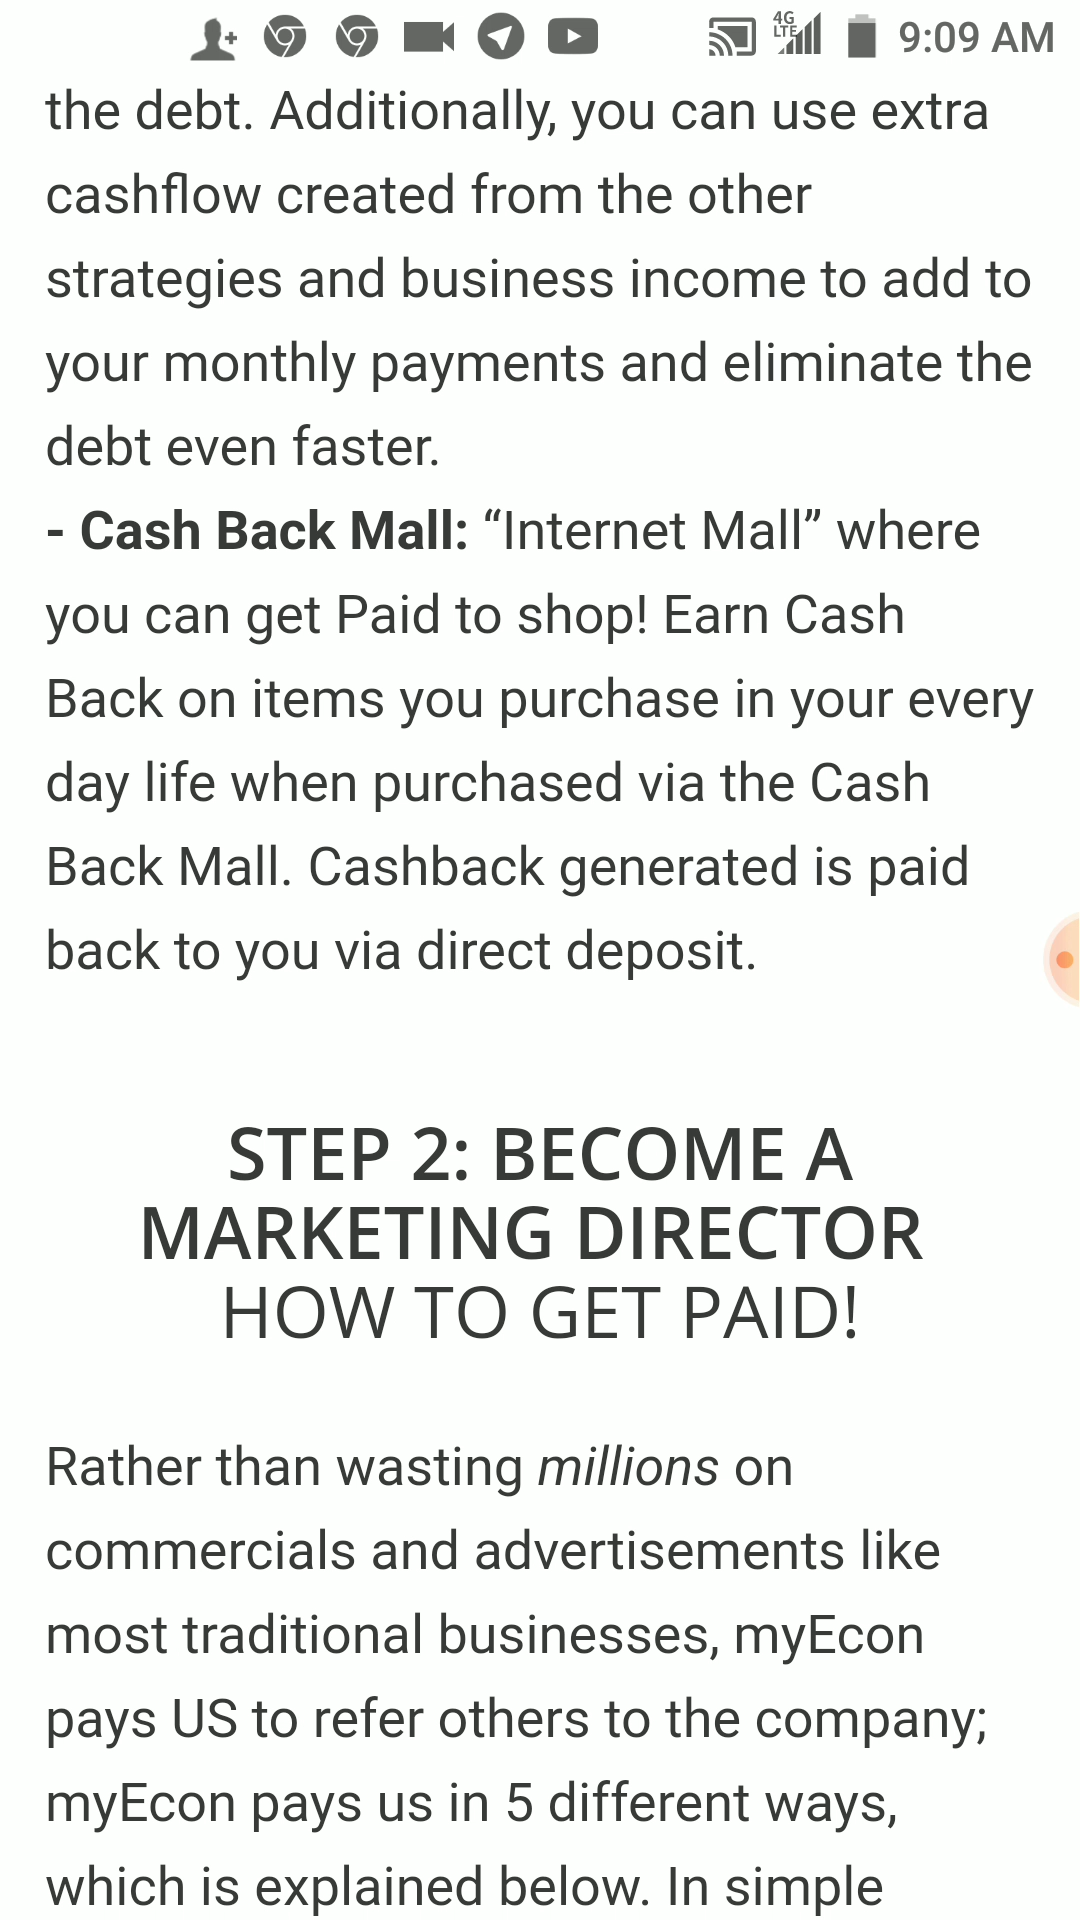 4G
LTE
9:09 AM
the debt. Additionally, you can use extra
cashflow created from the other
strategies and business income to add to
your monthly payments and eliminate the
debt even faster.
- Cash Back Mall: “Internet Mall” where
you can get Paid to shop! Earn Cash
Back on items you purchase in your every
day life when purchased via the Cash
Back Mall. Cashback generated is paid
back to you via direct deposit.
STEP 2: BECOME A
MARKETING DIRECTOR
HOW TO GET PAID!
Rather than wasting millions on
commercials and advertisements like
most traditional businesses, myEcon
pays US to refer others to the company;
myEcon pays us in 5 different ways,
which is explained below. In simple